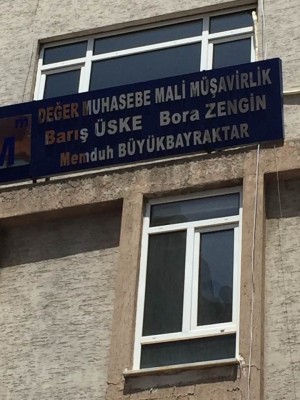 DEĞER MUHASEBE MALİ MÜŞAVİRLİK
Barış ÜSKE Bora ZENGİN
Memduh BÜYÜKBAYRAKTAR